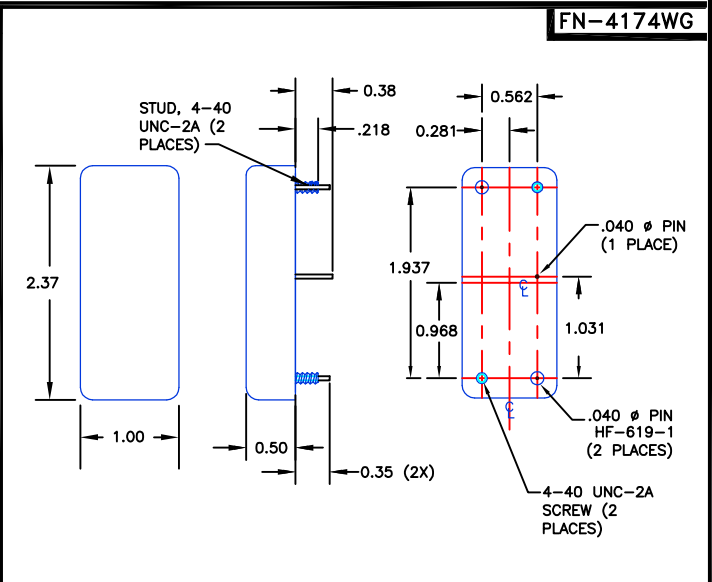 FN-4174WG
STUD, 4-40
UNC-2A (2
PLACES)
0.38
.218
0.562
0.281
2.37
1.00
0.50
0.35 (2X)
1.937
0.968
1.031
.040 ø PIN
(1 PLACE)
CL
CL
.040 ø PIN
HF-619-1
(2 PLACES)
4-40 UNC-2A
SCREW (2
PLACES)